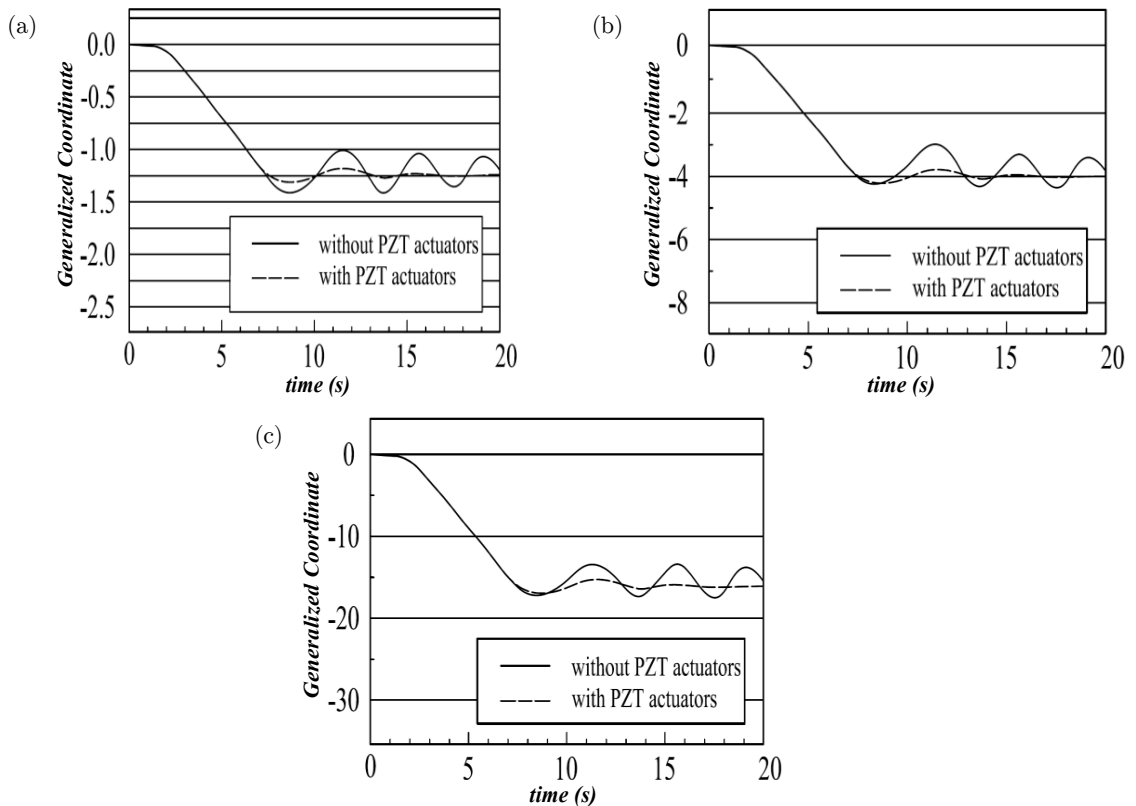 (a)
Generalized Coordinate
0.0
-0.5
-1.0
-1.5
-2.0
-2.5
without PZT actuators
with PZT actuators
0 5 10 15 20
time (s)
(b)
Generalized Coordinate
0
-2
-4
-6
-8
without PZT actuators
with PZT actuators
0 5 10 15 20
time (s)
(c)
Generalized Coordinate
0
-10
-20
-30
without PZT actuators
with PZT actuators
0 5 10 15 20
time (s)